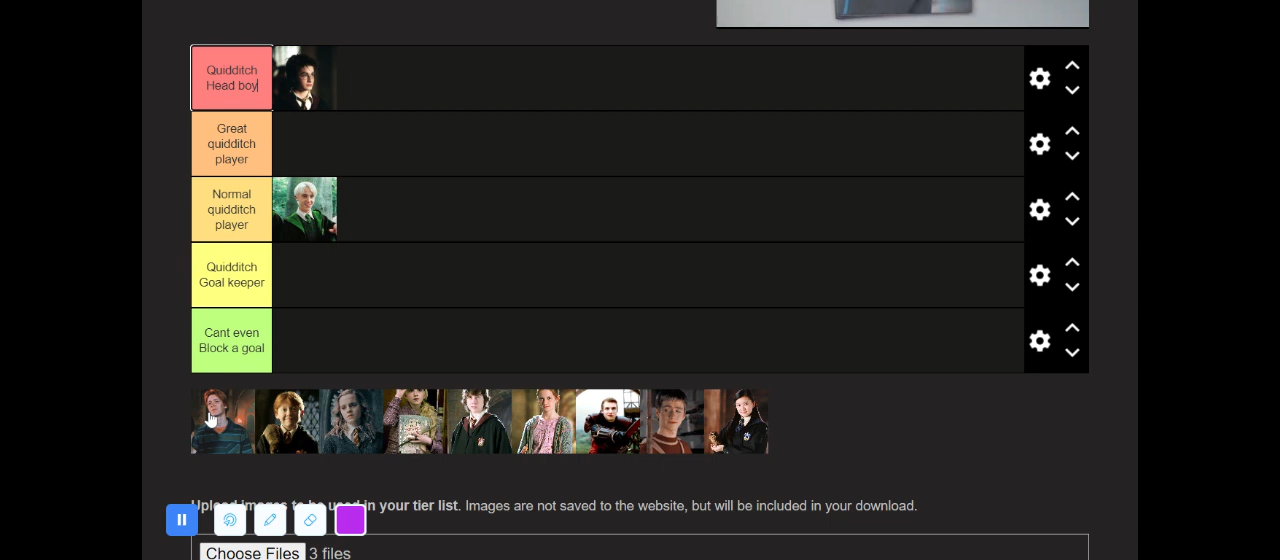 Quidditch
Head boy
Great
quidditch
player
Normal
quidditch
player
Quidditch
Goal keeper
Cant even
Block a goal
Upload images to be used in your tier list. Images are not saved to the website, but will be included in your download.
Choose Files 3 files